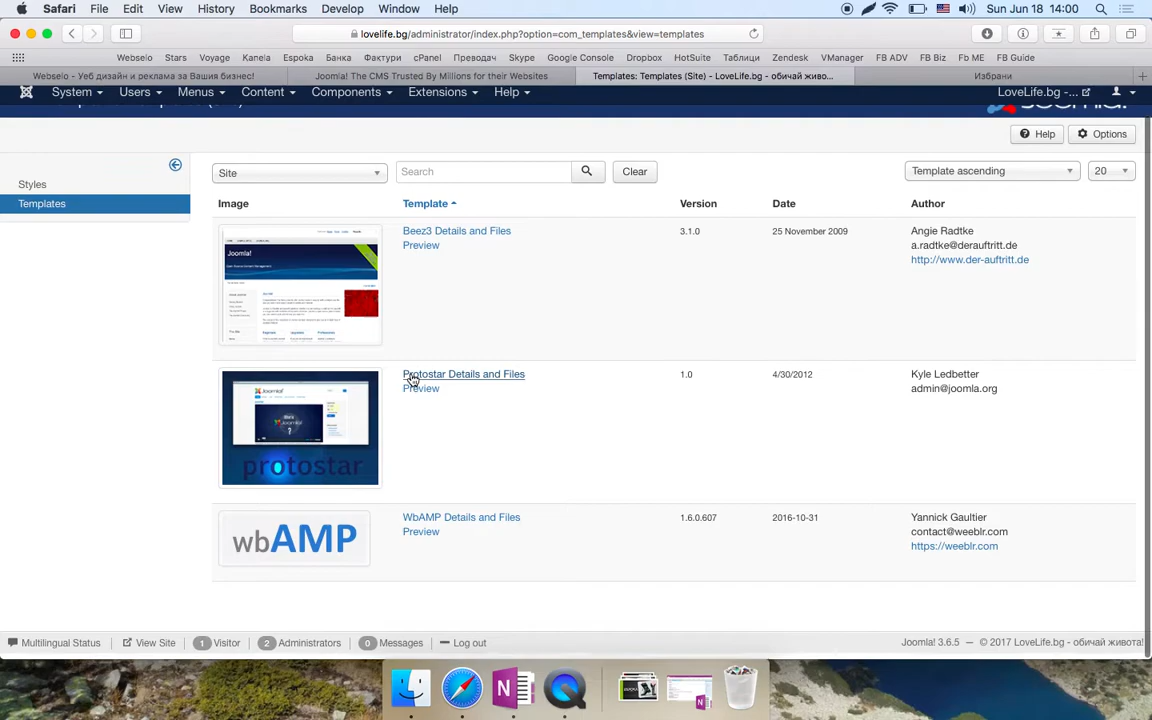 Safari File Edit View History Bookmarks Develop Window Help Sun Jun 18 14:00
lovelife.bg/administrator/index.php?option=com_templates&view=templates
Webselo Stars Voyage Kanela Espoka Банка Фактури cPanel Преводач Skype Google Console FB ADV HotSuite Таблици Zendesk VManager Dropbox FB Biz Fb ME FB Guide
Webselo - Уеб дизайн и реклама за Вашия бизнес! Joomla! The CMS Trusted By Millions for their Websites Templates: Templates (Site) - LoveLife.bg - обичай живо... Избрани
System Users Menus Content Components Extensions Help LoveLife.bg -...
Help Options
Site Search Clear Template ascending 20
Styles
Templates
Image Template Version Date Author
Beez3 Details and Files 3.1.0 25 November 2009 Angie Radtke
Preview a.radtke@derauftritt.de
http://www.der-auftritt.de
Joomla!
Protostar Details and Files 1.0 4/30/2012 Kyle Ledbetter
Preview admin@joomla.org
protostar
WbAMP Details and Files 1.6.0.607 2016-10-31 Yannick Gaultier
Preview contact@weeblr.com
https://weeblr.com
wbAMP
Multilingual Status View Site 1 Visitor 2 Administrators 0 Messages Log out Joomla! 3.6.5 — © 2017 LoveLife.bg - обичай живота!